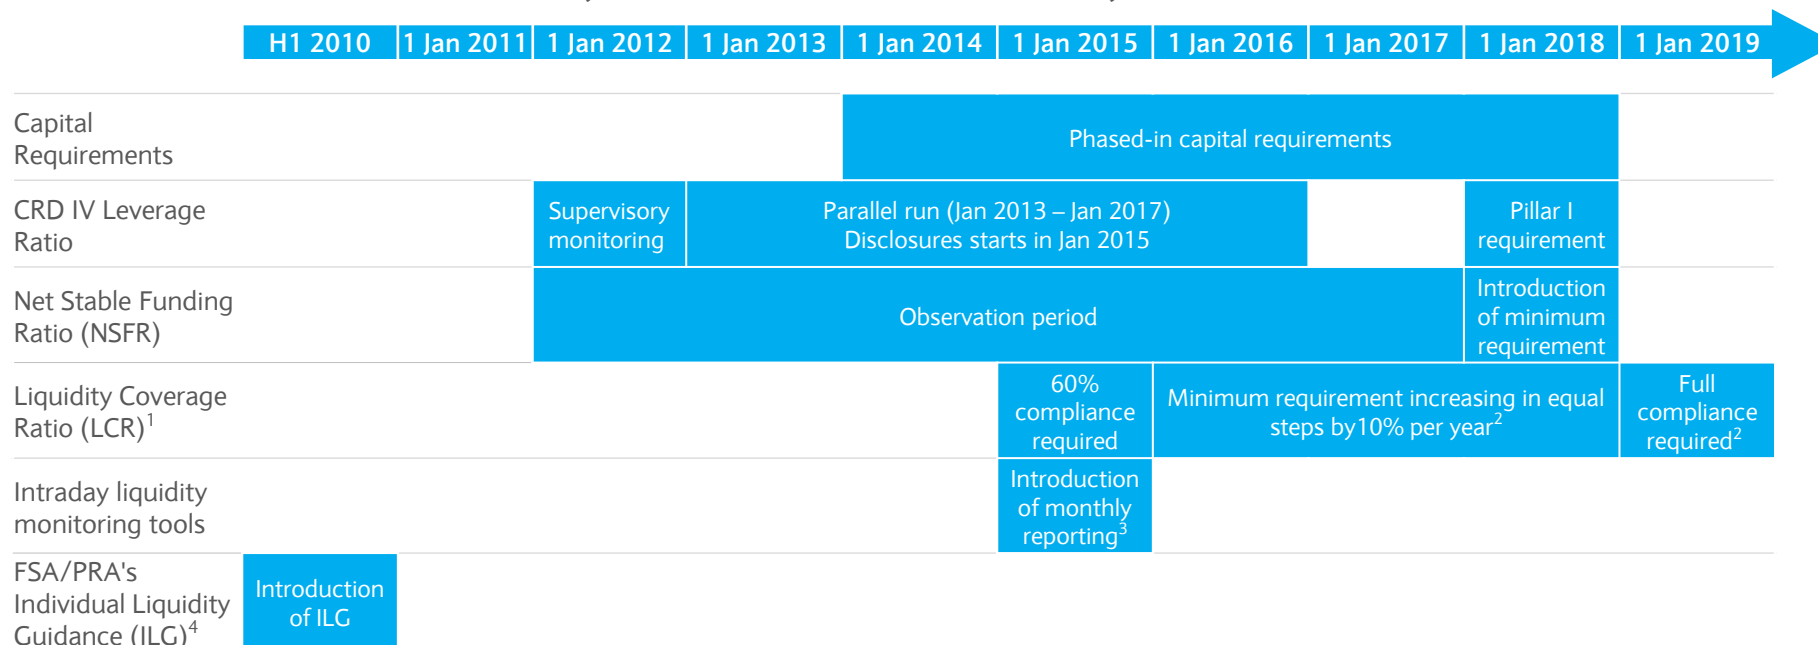 H1 2010 1 Jan 2011 1 Jan 2012 1 Jan 2013 1 Jan 2014 1 Jan 2015 1 Jan 2016 1 Jan 2017 1 Jan 2018 1 Jan 2019
Capital
Requirements
Phased-in capital requirements
CRD IV Leverage
Ratio
Supervisory
monitoring
Parallel run (Jan 2013 – Jan 2017)
Disclosures starts in Jan 2015
Pillar I
requirement
Net Stable Funding
Ratio (NSFR)
Observation period
Introduction
of minimum
requirement
Liquidity Coverage
Ratio (LCR)1
60%
compliance
required
Minimum requirement increasing in equal
steps by10% per year2
Full
compliance
required2
Intraday liquidity
monitoring tools
Introduction
of monthly
reporting3
FSA/PRA's
Individual Liquidity
Guidance (ILG)4
Introduction
of ILG